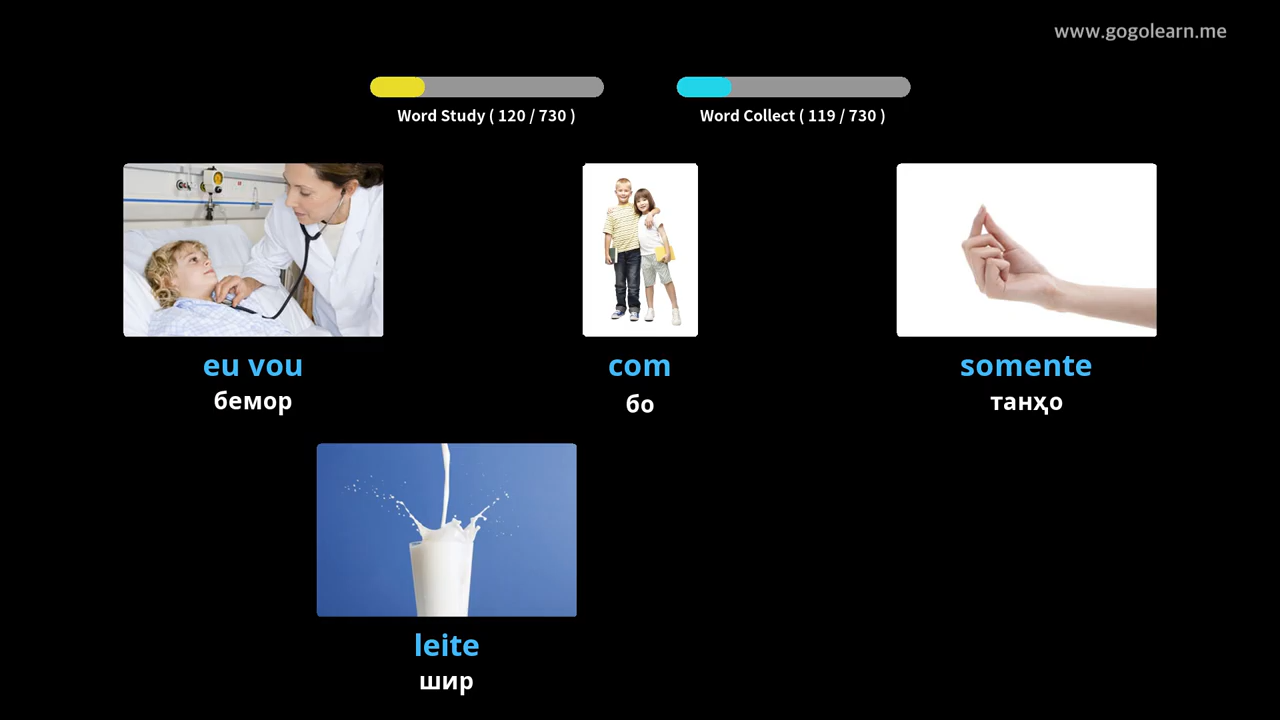 www.gogolearn.me
Word Study ( 120 / 730 )
Word Collect ( 119 / 730 )
eu vou
бемор
com
бо
somente
танҳо
leite
шир